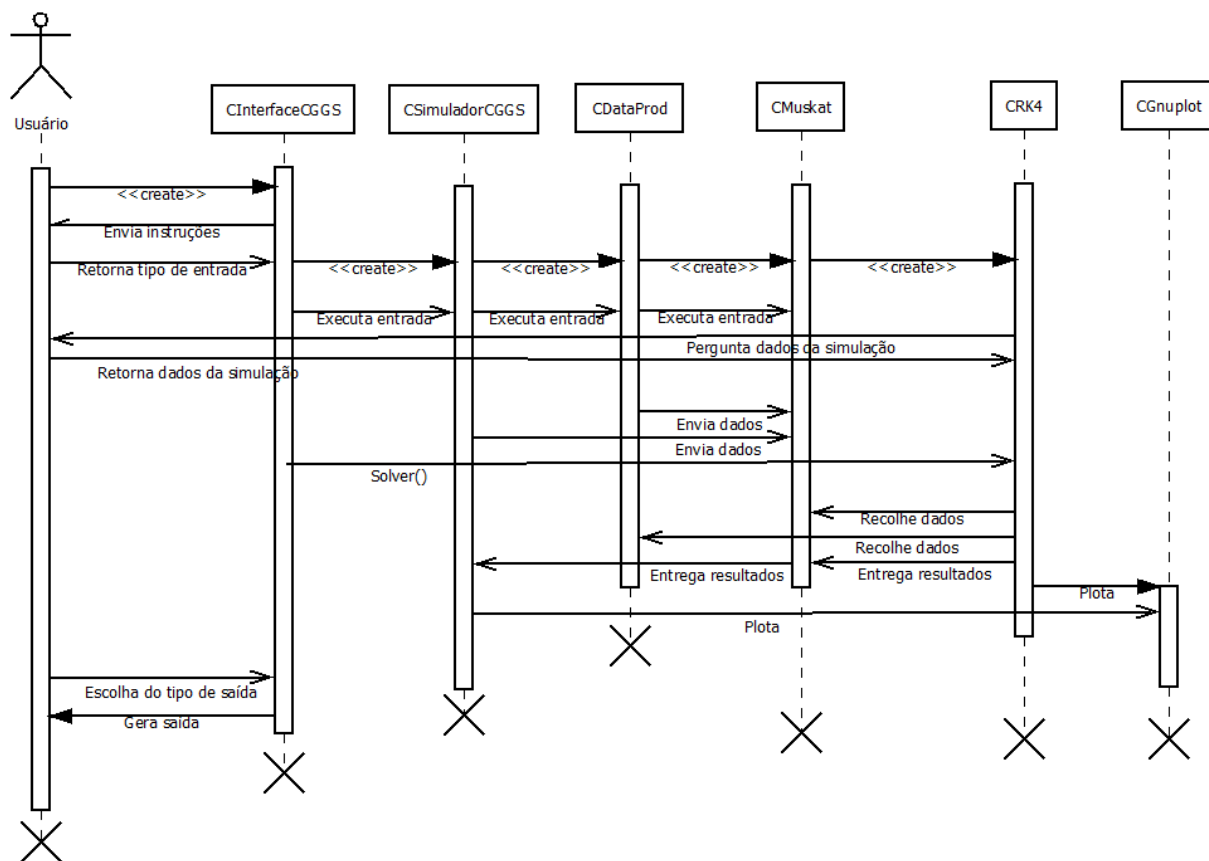 Usuário
CInterfaceCGGS
CSimuladorCGGS
CDataProd
CMuskat
CRK4
CGnuplot
<<create>>
Envia instruções
Retorna tipo de entrada
<<create>>
<<create>>
<<create>>
<<create>>
Executa entrada
Executa entrada
Executa entrada
Pergunta dados da simulação
Retorna dados da simulação
Envia dados
Envia dados
Solver()
Recolhe dados
Recolhe dados
Entrega resultados
Entrega resultados
Plota
Plota
Escolha do tipo de saída
Gera saída